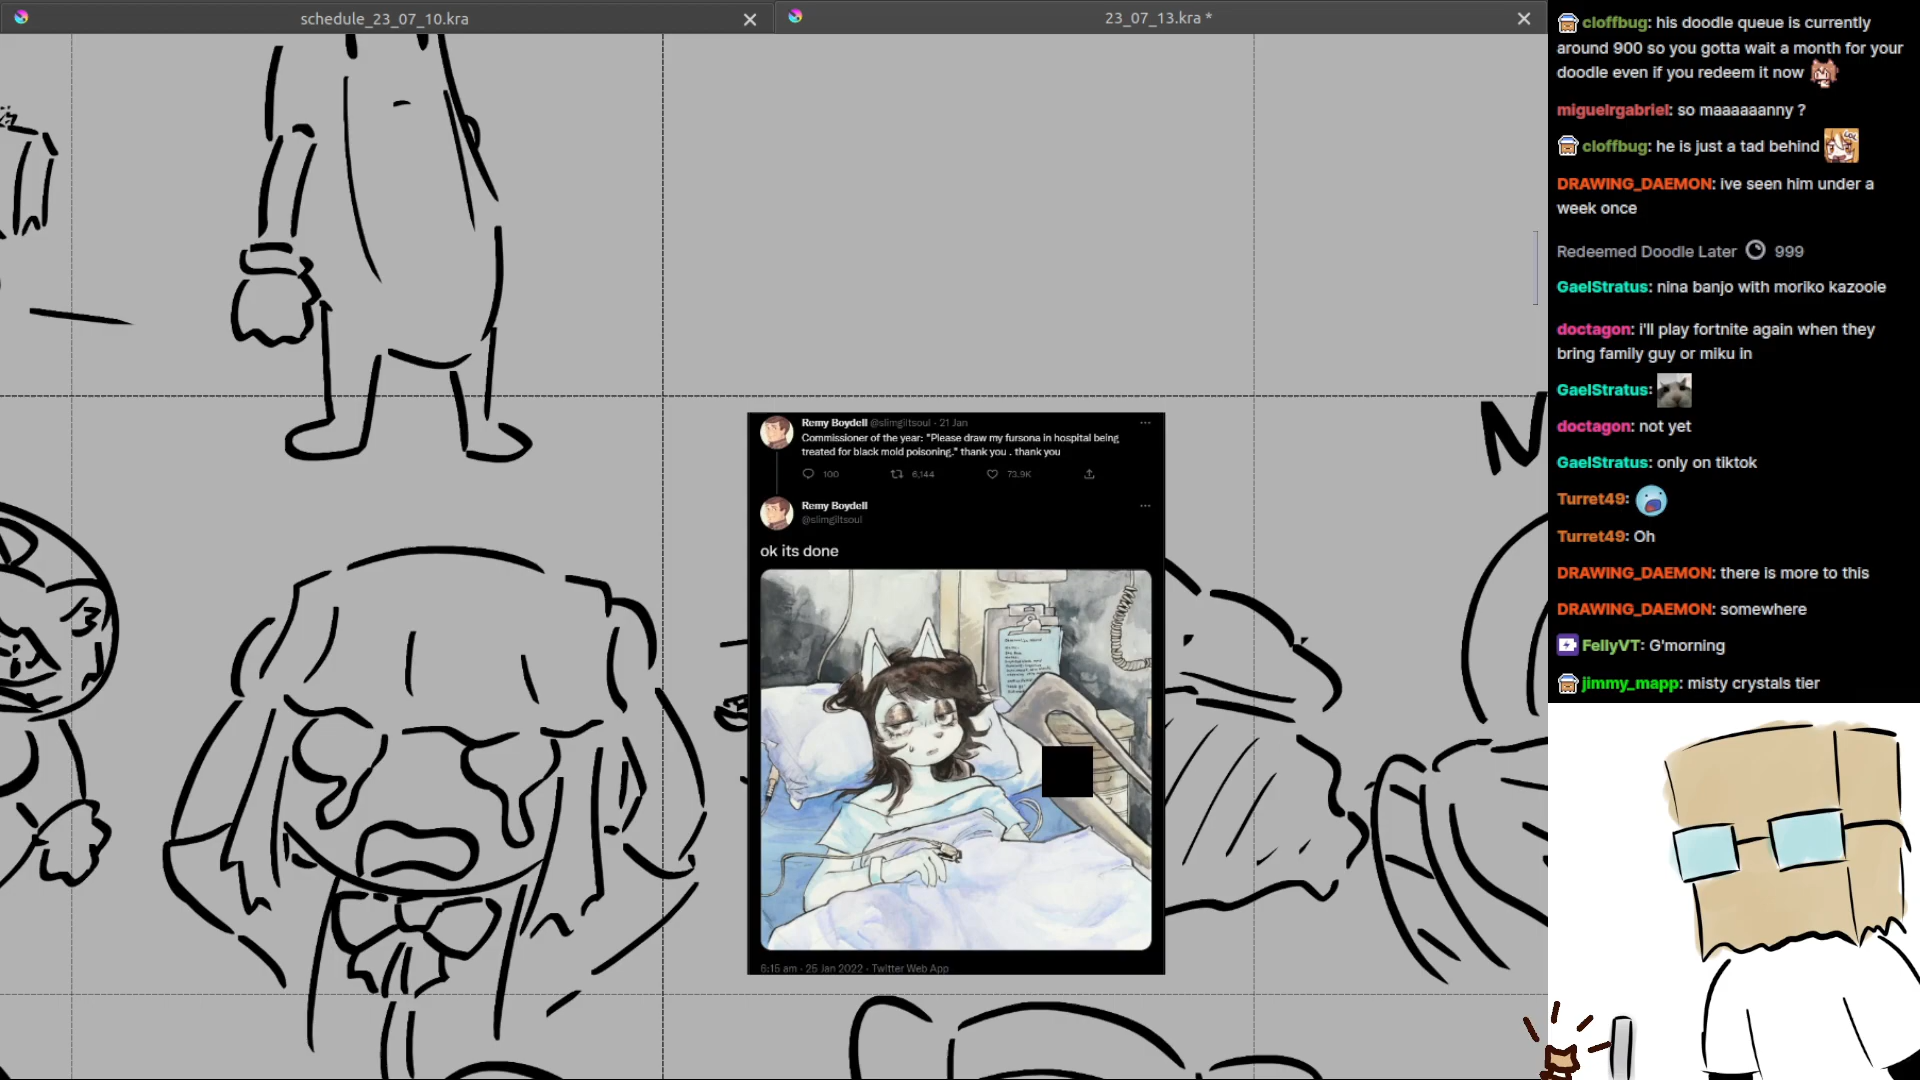 schedule_23_07_10.kra
23_07_13.kra *
Remy Boydell @slimgiltsoul · 21 Jan
Commissioner of the year: "Please draw my fursona in hospital being
treated for black mold poisoning." thank you . thank you
100 6,144 73.9K
Remy Boydell
@slimgiltsoul
ok its done
6:15 am · 25 Jan 2022 · Twitter Web App
N
cloffbug: his doodle queue is currently
around 900 so you gotta wait a month for your
doodle even if you redeem it now
miguelrgabriel: so maaaaaanny ?
cloffbug: he is just a tad behind
DRAWING_DAEMON: ive seen him under a
week once
Redeemed Doodle Later 999
GaelStratus: nina banjo with moriko kazooie
doctagon: i'll play fortnite again when they
bring family guy or miku in
GaelStratus:
doctagon: not yet
GaelStratus: only on tiktok
Turret49:
Turret49: Oh
DRAWING_DAEMON: there is more to this
DRAWING_DAEMON: somewhere
FellyVT: G'morning
jimmy_mapp: misty crystals tier